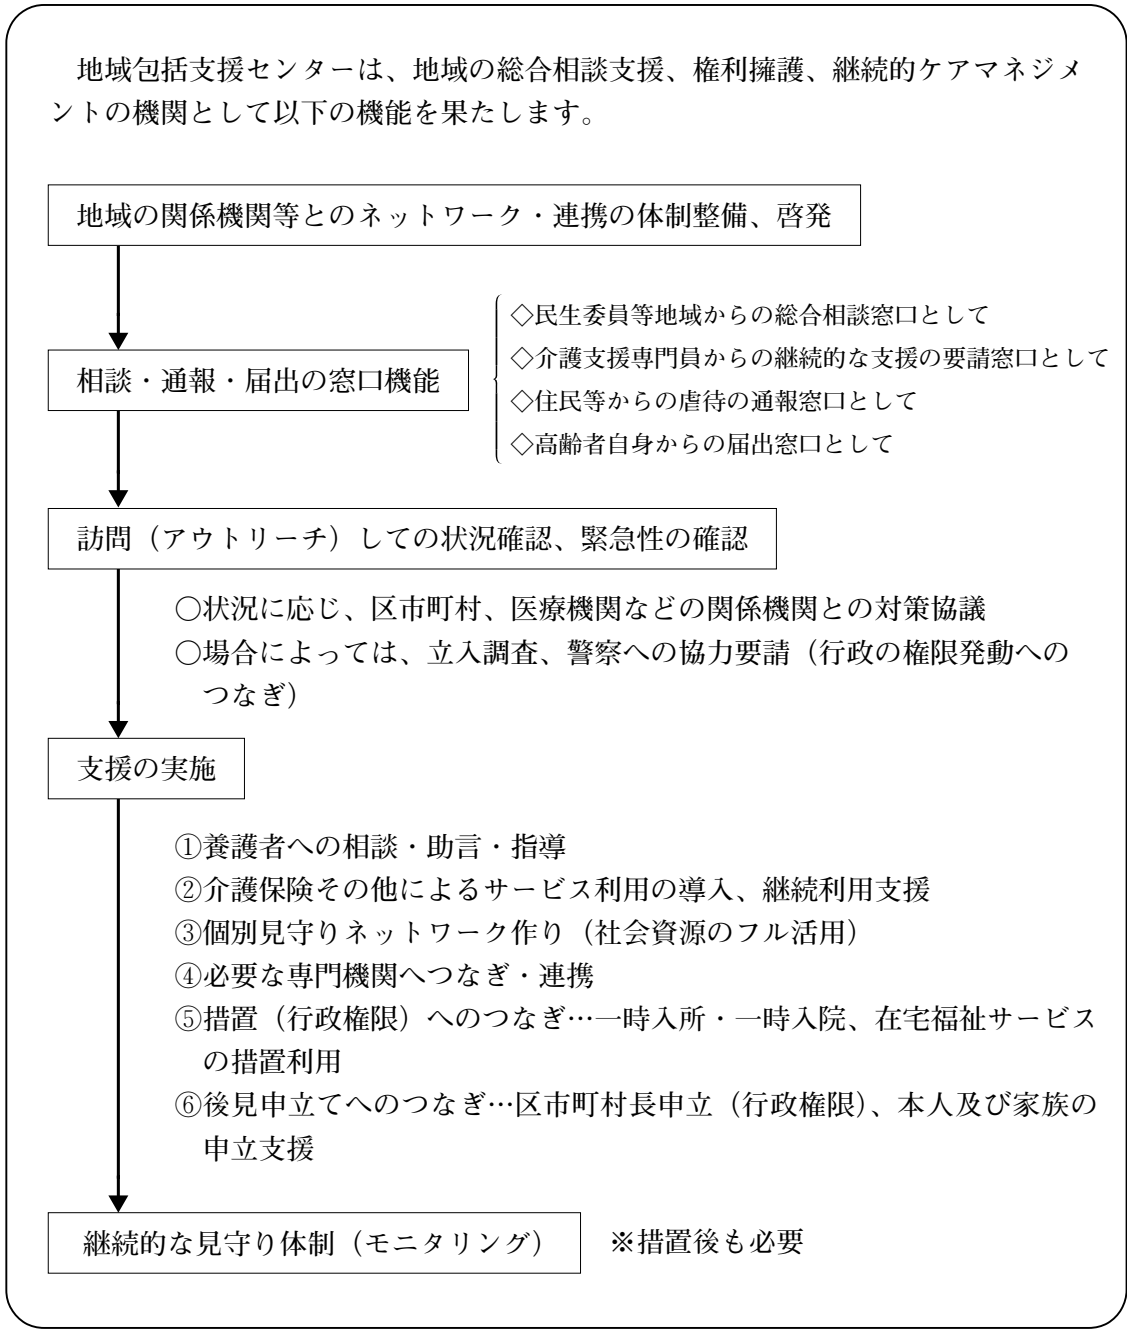 地域包括支援センターは、地域の総合相談支援、権利擁護、継続的ケアマネジメ
ントの機関として以下の機能を果たします。
地域の関係機関等とのネットワーク・連携の体制整備、啓発
相談・通報・届出の窓口機能
◇民生委員等地域からの総合相談窓口として
◇介護支援専門員からの継続的な支援の要請窓口として
◇住民等からの虐待の通報窓口として
◇高齢者自身からの届出窓口として
訪問（アウトリーチ）しての状況確認、緊急性の確認
○状況に応じ、区市町村、医療機関などの関係機関との対策協議
○場合によっては、立入調査、警察への協力要請（行政の権限発動への
つなぎ）
支援の実施
①養護者への相談・助言・指導
②介護保険その他によるサービス利用の導入、継続利用支援
③個別見守りネットワーク作り（社会資源のフル活用）
④必要な専門機関へつなぎ・連携
⑤措置（行政権限）へのつなぎ…一時入所・一時入院、在宅福祉サービス
の措置利用
⑥後見申立てへのつなぎ…区市町村長申立（行政権限）、本人及び家族の
申立支援
継続的な見守り体制（モニタリング）
※措置後も必要